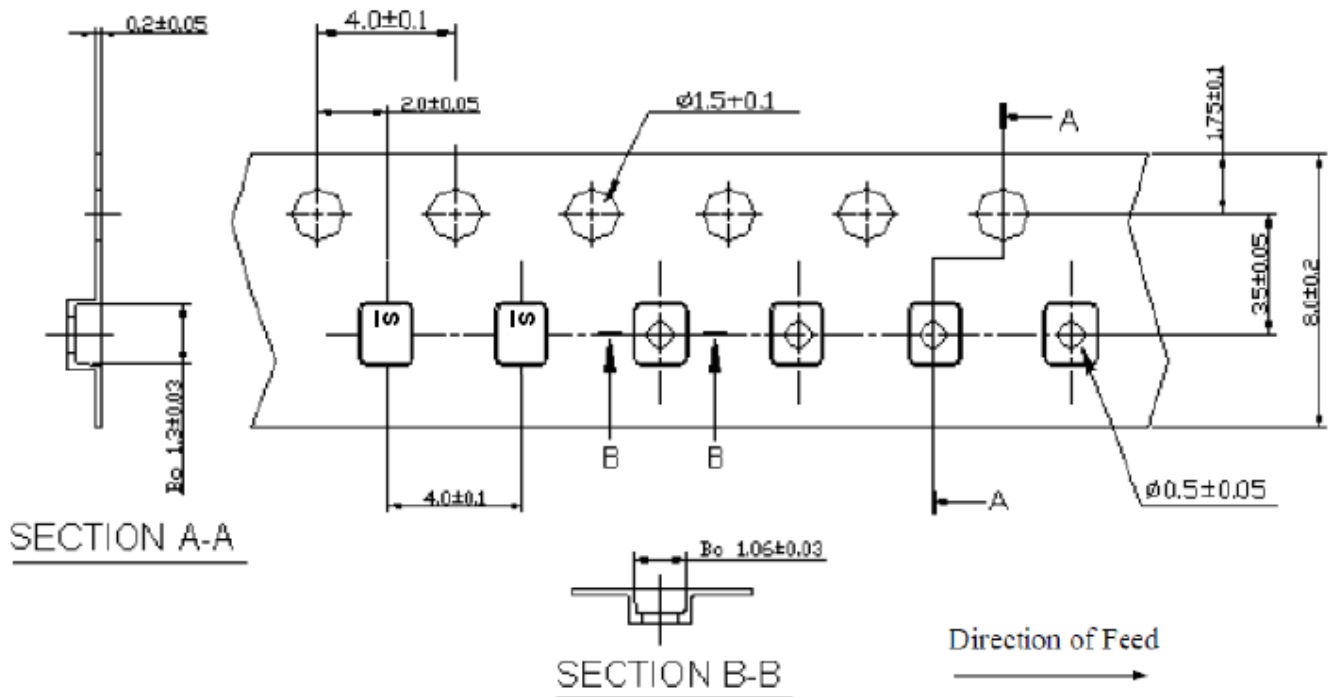 0.2±0.05
4.0±0.1
2.0±0.05
ø1.5+0.1
A
1.75±0.1
3.5±0.05
8.0±0.2
SI
SI
B
B
Bo 1.3±0.03
4.0±0.1
A
ø0.5±0.05
SECTION A-A
Bo 1.06±0.03
SECTION B-B
Direction of Feed